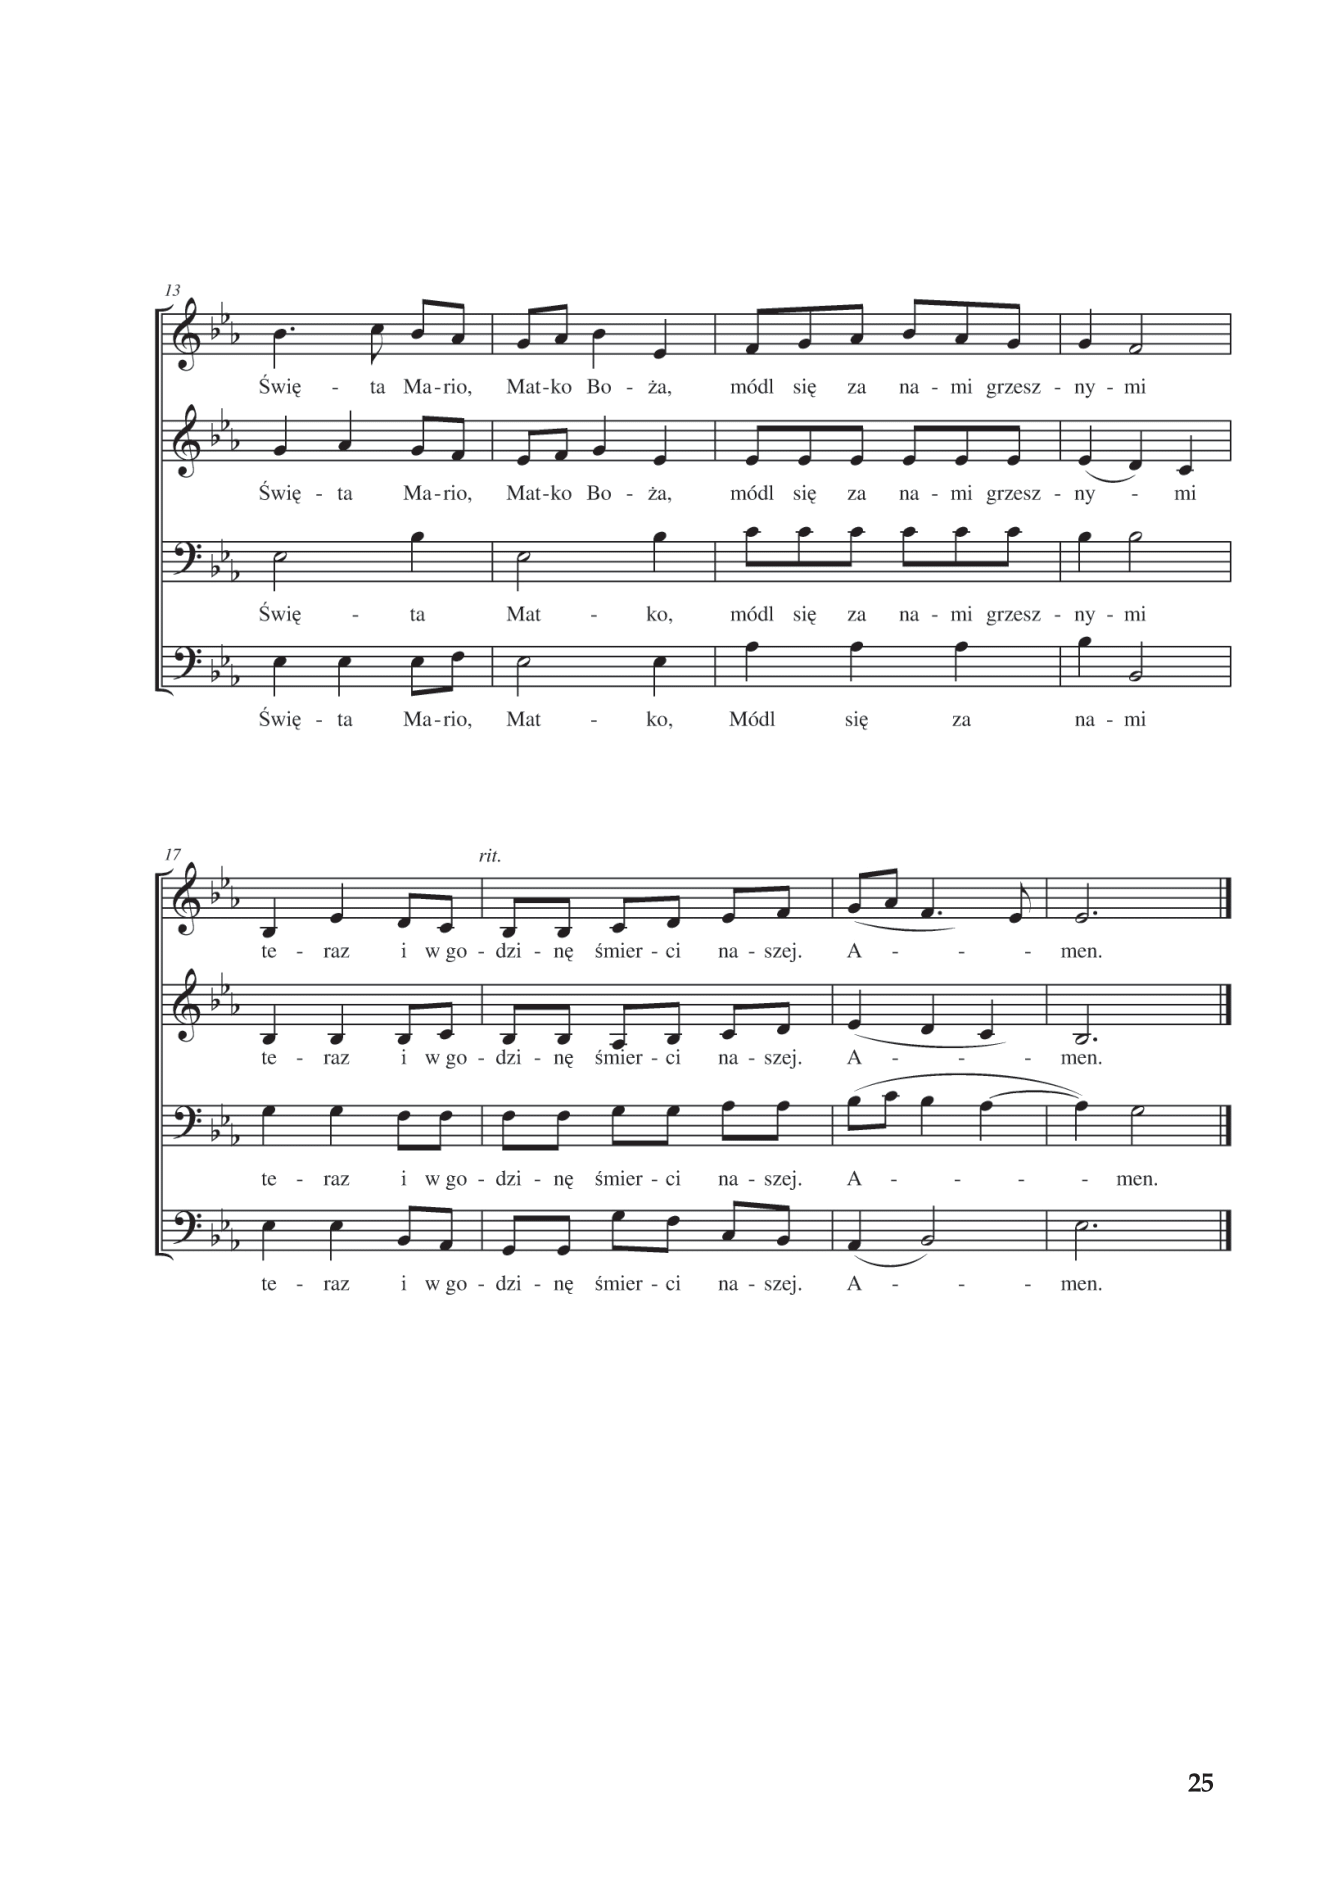 13
Świę - ta Ma-rio, Mat-ko Bo - ża, módl się za na - mi grzesz - ny - mi
Świę - ta Ma-rio, Mat-ko Bo - ża, módl się za na - mi grzesz - ny - mi
Świę - ta Mat - ko, módl się za na - mi grzesz - ny - mi
Świę - ta Ma-rio, Mat - ko, Módl się za na - mi
17 rit.
te - raz i w go - dzi - nę śmier - ci na - szej. A - - - men.
te - raz i w go - dzi - nę śmier - ci na - szej. A - - - men.
te - raz i w go - dzi - nę śmier - ci na - szej. A - - - - men.
te - raz i w go - dzi - nę śmier - ci na - szej. A - - - men.
25